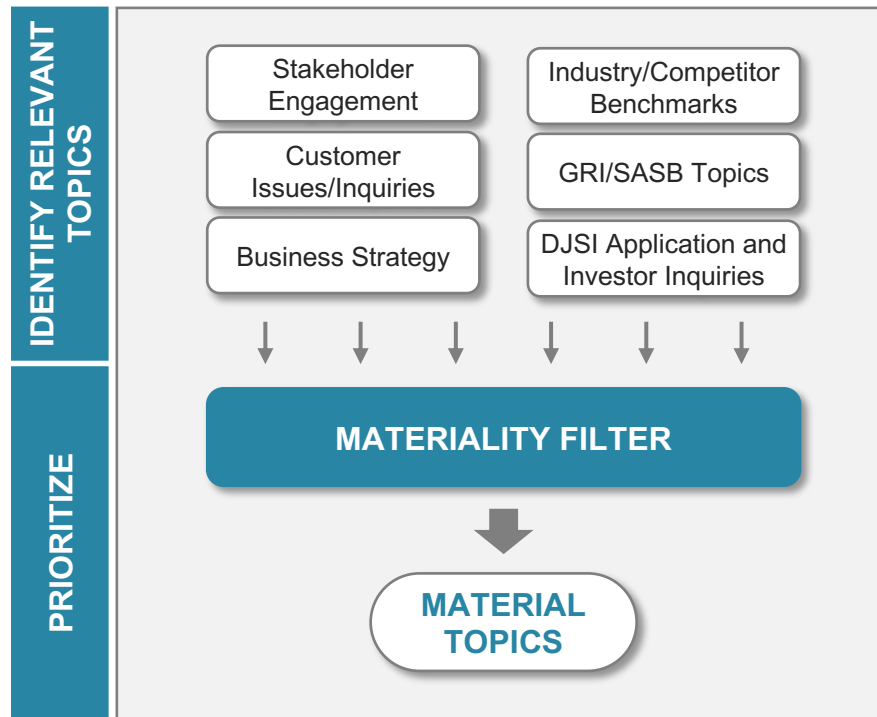 IDENTIFY RELEVANT
TOPICS
Stakeholder
Engagement
Industry/Competitor
Benchmarks
Customer
Issues/Inquiries
GRI/SASB Topics
Business Strategy
DJSI Application and
Investor Inquiries
PRIORITIZE
MATERIALITY FILTER
MATERIAL
TOPICS